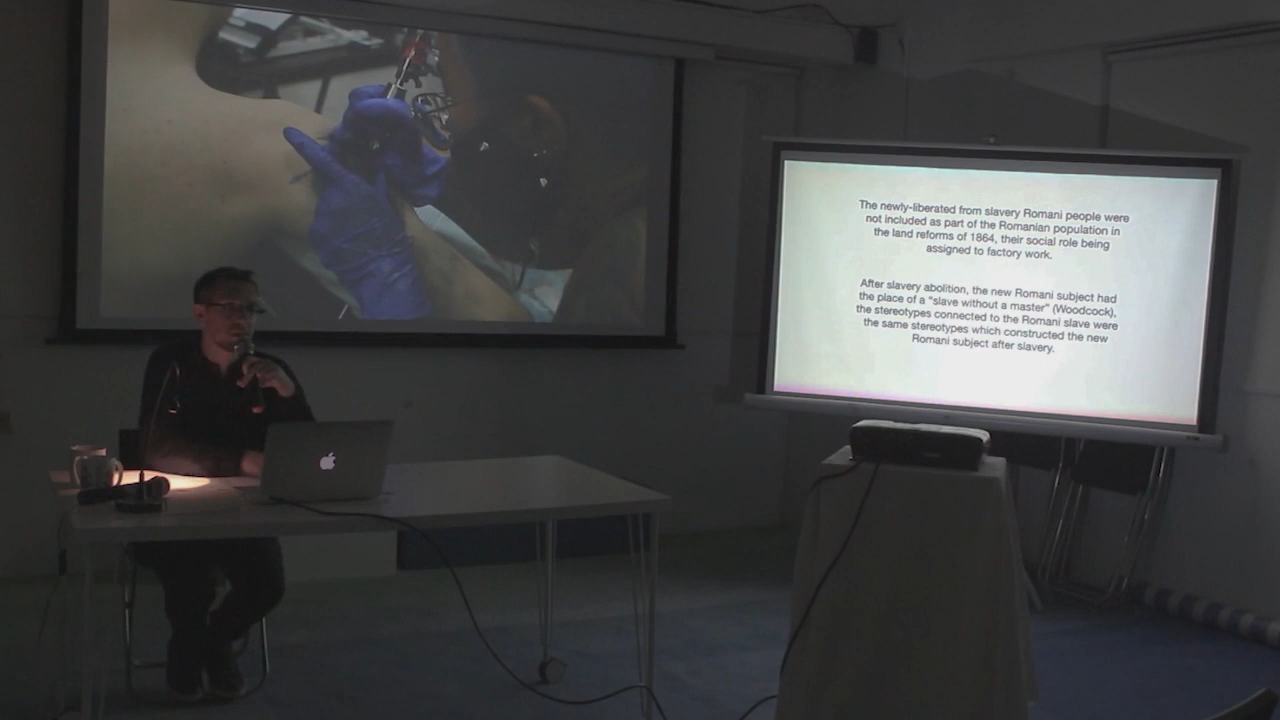 The newly-liberated from slavery Romani people were
not included as part of the Romanian population in
the land reforms of 1864, their social role being
assigned to factory work.
After slavery abolition, the new Romani subject had
the place of a “slave without a master” (Woodcock),
the stereotypes connected to the Romani slave were
the same stereotypes which constructed the new
Romani subject after slavery.